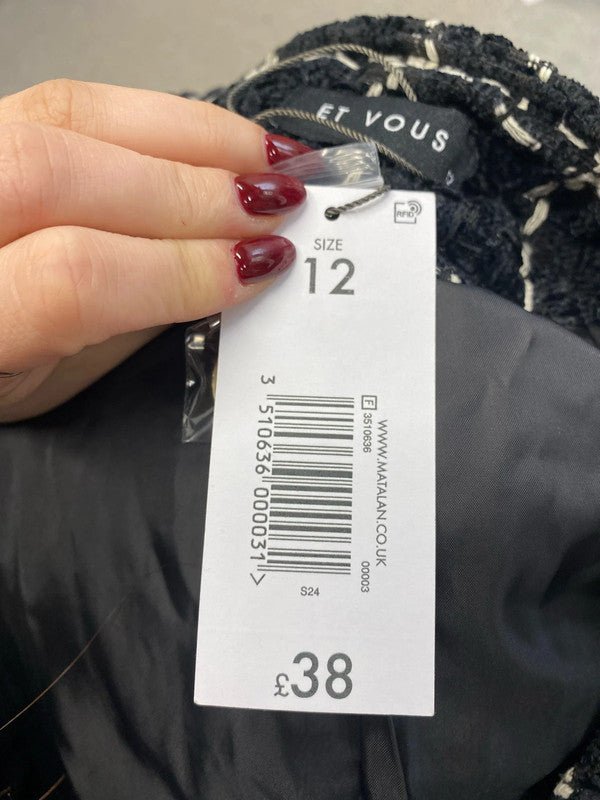 ET VOUS
RFID
SIZE
12
3 510636 000031 >
F 3510636
00003
WWW.MATALAN.CO.UK
S24
£38